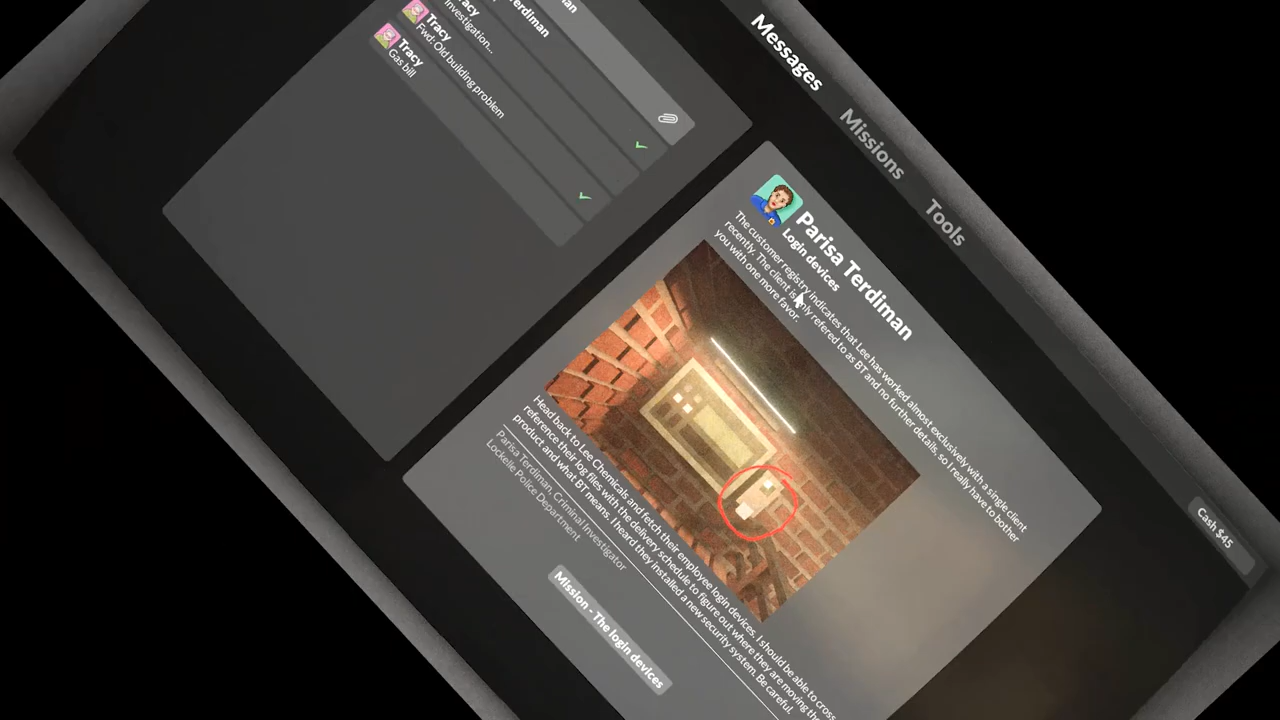 Messages
Missions
Tools
Cash $45
Terdiman
investigation...
Tracy
Fwd: Old building problem
Tracy
Gas bill
Parisa Terdiman
Login devices
The customer registry indicates that Lee has worked almost exclusively with a single client
recently. The client is only refered to as BT and no further details, so I really have to bother
you with one more favor.
Head back to Lee Chemicals and fetch their employee login devices. I should be able to cross
reference their log files with the delivery schedule to figure out where they are moving the
product and what BT means. I heard they installed a new security system. Be careful.
Parisa Terdiman, Criminal Investigator
Lockelle Police Department
Mission - The login devices